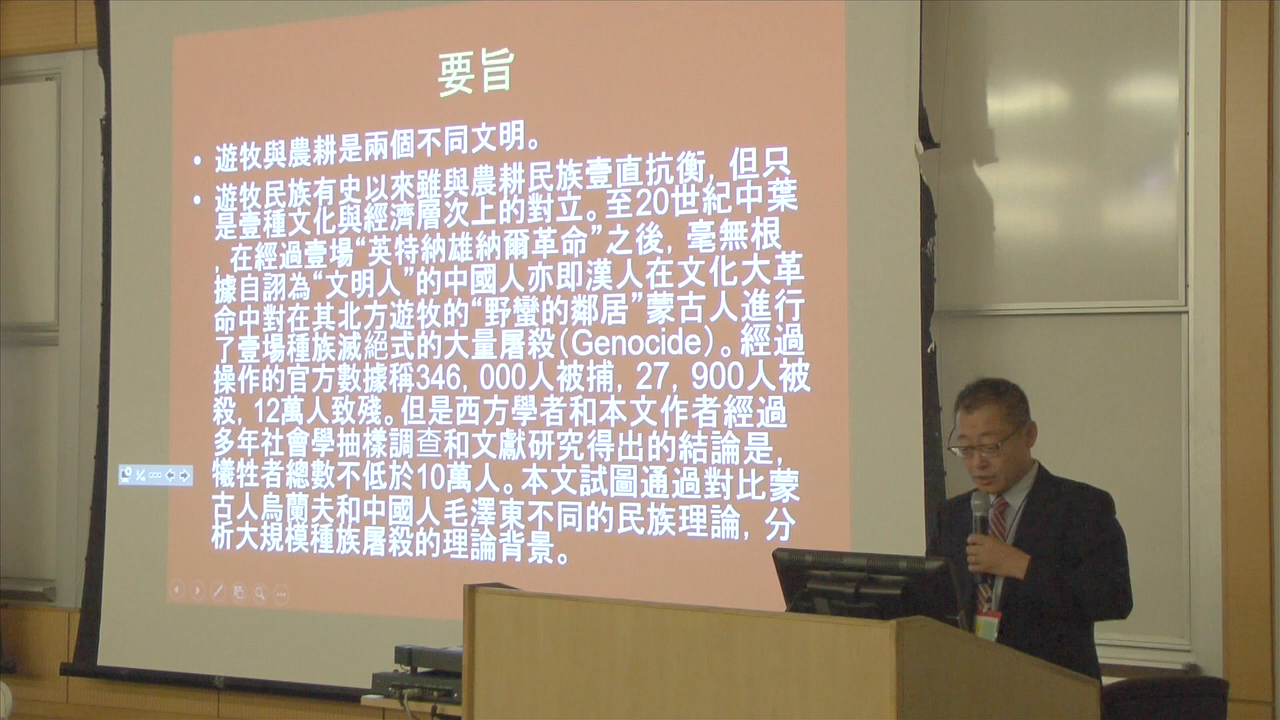 要旨
• 遊牧與農耕是兩個不同文明。
• 遊牧民族有史以來雖與農耕民族壹直抗衡，但只
是壹種文化與經濟層次上的對立。至20世紀中葉
，在經過壹場“英特納雄納爾革命”之後，毫無根
據自詡為“文明人”的中國人亦即漢人在文化大革
命中對在其北方遊牧的“野蠻的鄰居”蒙古人進行
了壹場種族滅絕式的大量屠殺（Genocide）。經過
操作的官方數據稱346，000人被捕，27，900人被
殺，12萬人致殘。但是西方學者和本文作者經過
多年社會學抽樣調查和文獻研究得出的結論是，
犧牲者總數不低於10萬人。本文試圖通過對比蒙
古人烏蘭夫和中國人毛澤東不同的民族理論，分
析大規模種族屠殺的理論背景。